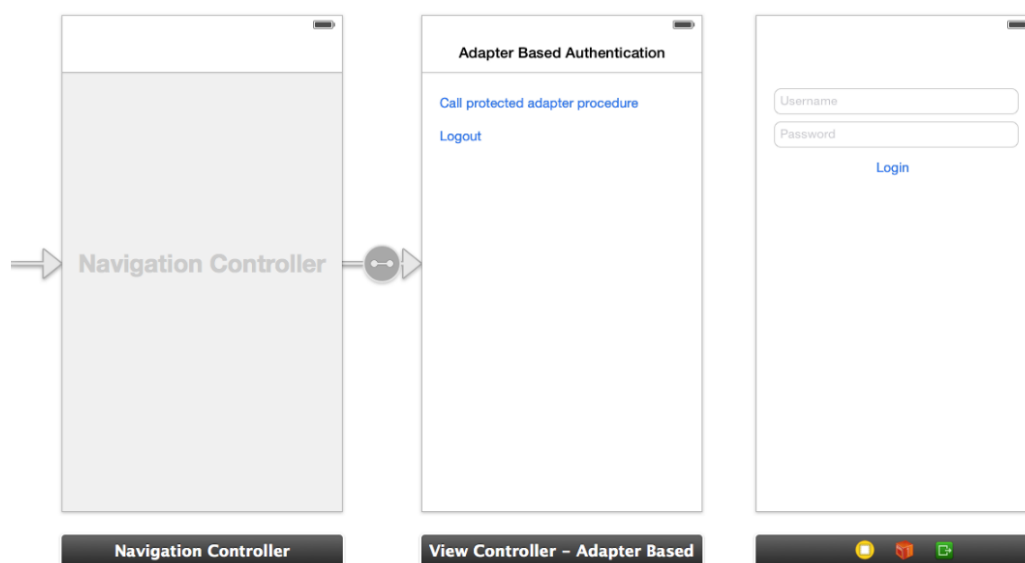 Adapter Based Authentication
Call protected adapter procedure
Logout
Username
Password
Login
Navigation Controller
Navigation Controller
View Controller – Adapter Based